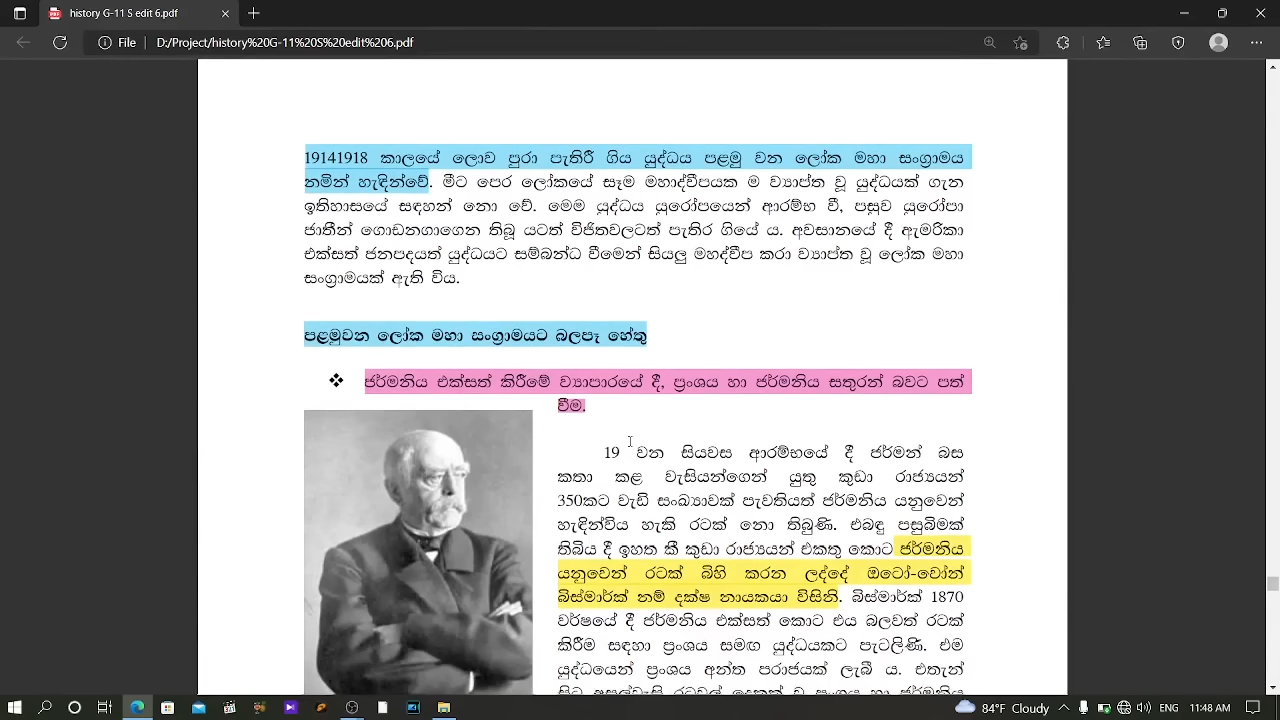 history G-11 S edit 6.pdf
File D:/Project/history%20G-11%20S%20edit%206.pdf
19141918 කාලයේ ලොව පුරා පැතිරී ගිය යුද්ධය පළමු වන ලෝක මහා සංග්‍රාමය
නමින් හැඳින්වේ. මීට පෙර ලෝකයේ සෑම මහාද්වීපයක ම ව්‍යාප්ත වූ යුද්ධයක් ගැන
ඉතිහාසයේ සඳහන් නො වේ. මෙම යුද්ධය යුරෝපයෙන් ආරම්භ වී, පසුව යුරෝපා
ජාතීන් ගොඩනගාගෙන තිබූ යටත් විජිතවලටත් පැතිර ගියේ ය. අවසානයේ දී ඇමරිකා
එක්සත් ජනපදයත් යුද්ධයට සම්බන්ධ වීමෙන් සියලු මහද්වීප කරා ව්‍යාප්ත වූ ලෝක මහා
සංග්‍රාමයක් ඇති විය.
පළමුවන ලෝක මහා සංග්‍රාමයට බලපෑ හේතු
❖ ජර්මනිය එක්සත් කිරීමේ ව්‍යාපාරයේ දී, ප්‍රංශය හා ජර්මනිය සතුරන් බවට පත්
වීම.
19 වන සියවස ආරම්භයේ දී ජර්මන් බස
කතා කළ වැසියන්ගෙන් යුතු කුඩා රාජ්‍යයන්
350කට වැඩි සංඛ්‍යාවක් පැවතියත් ජර්මනිය යනුවෙන්
හැඳින්විය හැකි රටක් නො තිබුණි. එබඳු පසුබිමක්
තිබිය දී ඉහත කී කුඩා රාජ්‍යයන් එකතු කොට ජර්මනිය
යනුවෙන් රටක් බිහි කරන ලද්දේ ඔටෝ-වෝන්
බිස්මාර්ක් නම් දක්ෂ නායකයා විසිනි. බිස්මාර්ක් 1870
වර්ෂයේ දී ජර්මනිය එක්සත් කොට එය බලවත් රටක්
කිරීම සඳහා ප්‍රංශය සමඟ යුද්ධයකට පැටලිණි. එම
යුද්ධයෙන් ප්‍රංශය අන්ත පරාජයක් ලැබී ය. එතැන්
සිට අසල්වැසි රටවල් දෙකක් වූ ප්‍රංශය හා ජර්මනිය
84°F Cloudy ENG 11:48 AM